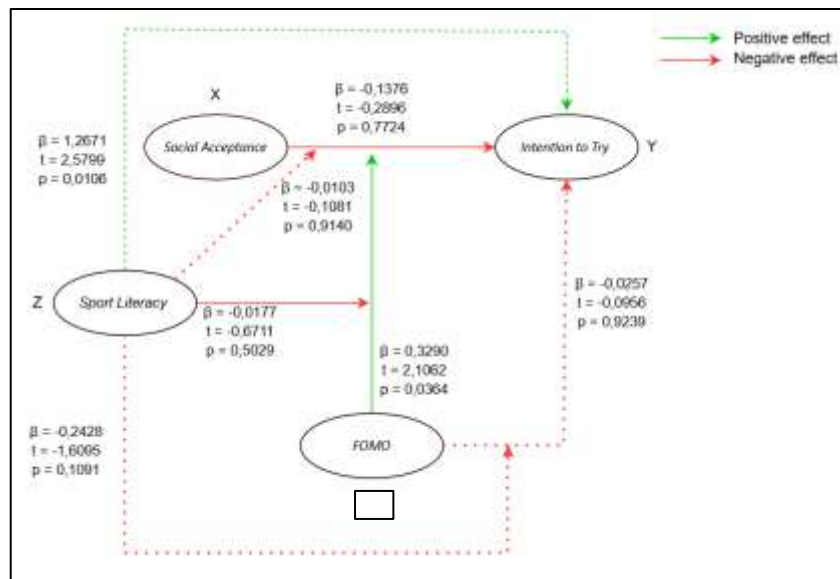 Positive effect
Negative effect
X
β = -0,1376
t = -0,2896
p = 0,7724
Social Acceptance
Intention to Try
Y
β = 1,2671
t = 2,5799
p = 0,0106
β = -0,0103
t = -0,1081
p = 0,9140
Z
Sport Literacy
β = -0,0177
t = -0,6711
p = 0,5029
β = -0,0257
t = -0,0956
p = 0,9239
β = 0,3290
t = 2,1062
p = 0,0364
β = -0,2428
t = -1,6095
p = 0,1091
FOMO